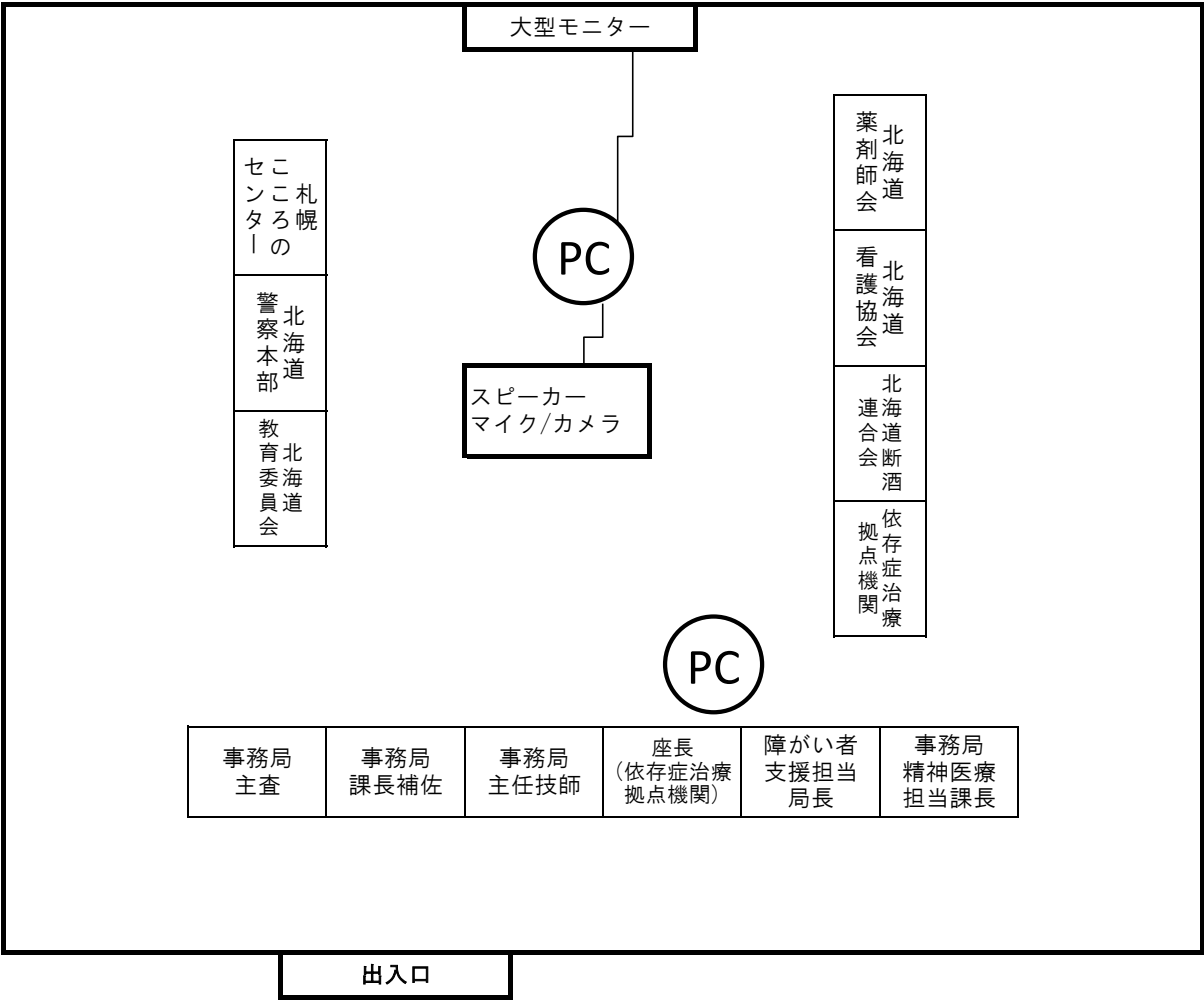 大型モニター
札幌
こころの
センター
北海道
警察本部
北海道
教育委員会
PC
スピーカー
マイク/カメラ
北海道
薬剤師会
北海道
看護協会
北海道断酒
連合会
依存症治療
拠点機関
PC
事務局
主査
事務局
課長補佐
事務局
主任技師
座長
(依存症治療
拠点機関)
障がい者
支援担当
局長
事務局
精神医療
担当課長
出入口